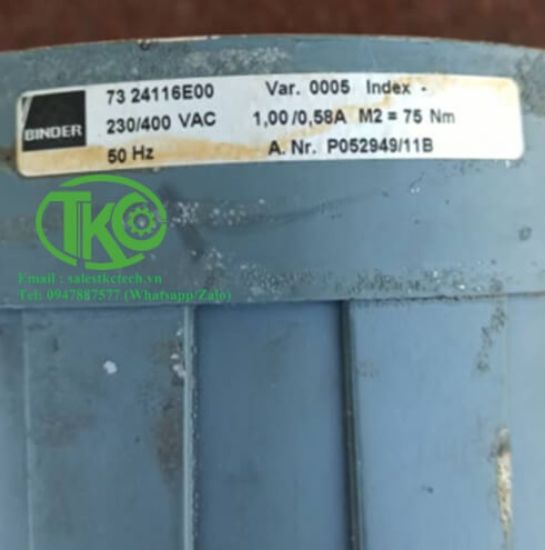 BINDER
73 24116E00 Var. 0005 Index -
230/400 VAC 1,00/0,58A M2 = 75 Nm
50 Hz A. Nr. P052949/11B
TKC
Email : salestkctech.vn
Tel: 0947887577 (Whatsapp/Zalo)